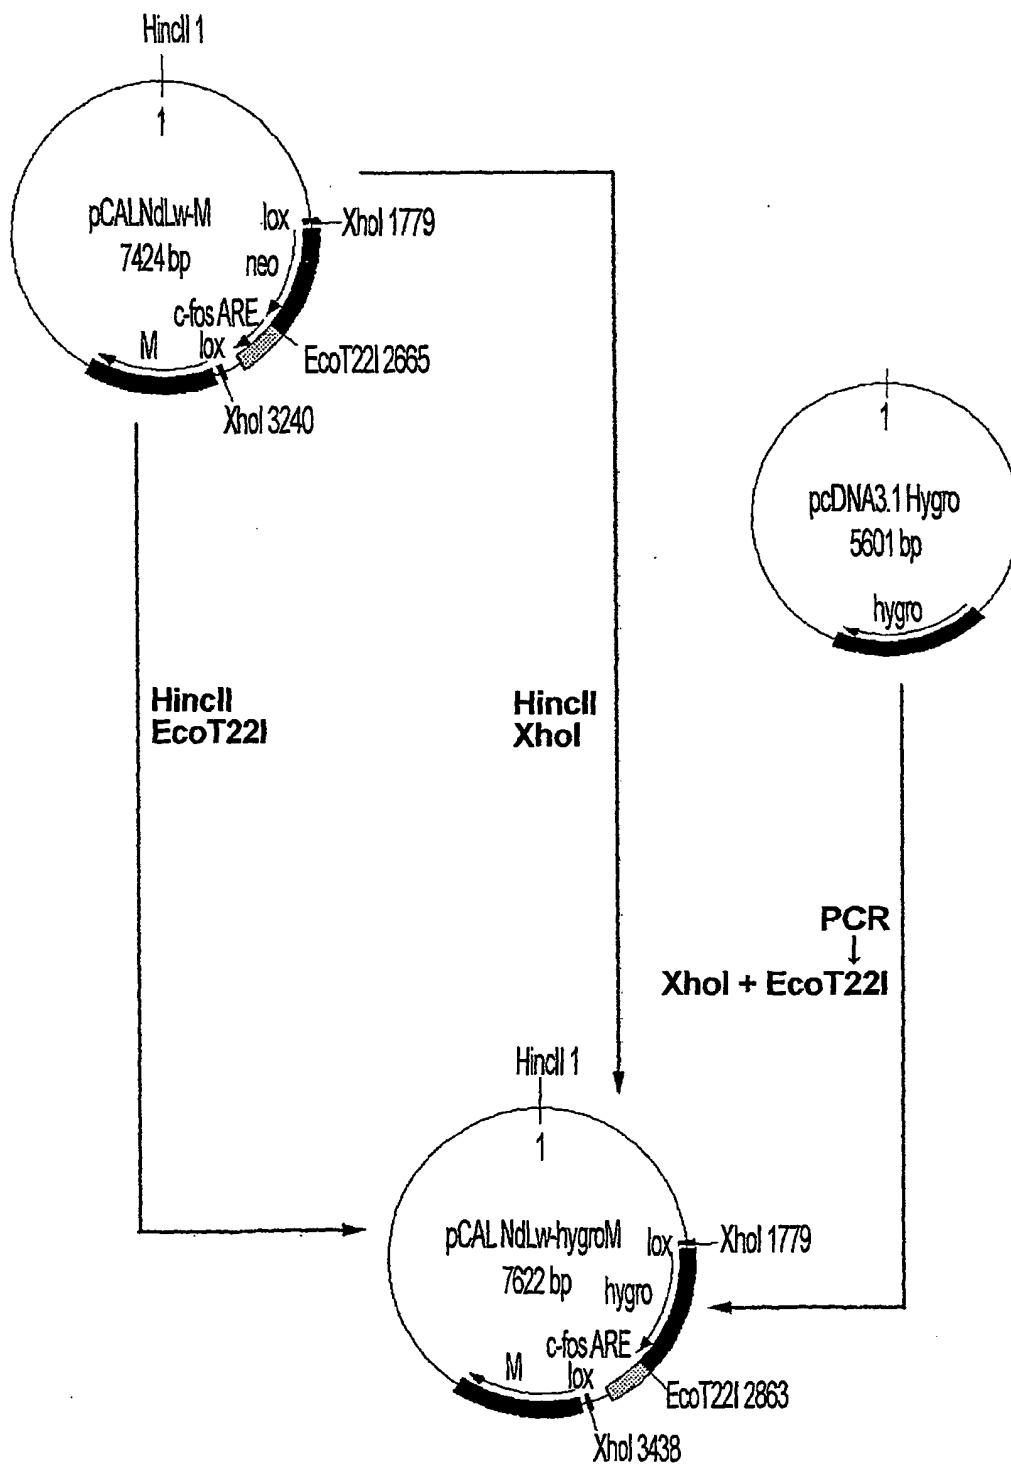 HincII 1
1
pCALNdLw-M
7424 bp
lox
XhoI 1779
neo
c-fos ARE
M
lox
EcoT22I 2665
XhoI 3240
1
pcDNA3.1 Hygro
5601 bp
hygro
HincII
EcoT22I
HincII
XhoI
PCR
↓
XhoI + EcoT22I
HincII 1
1
pCALNdLw-hygroM
7622 bp
lox
XhoI 1779
hygro
c-fos ARE
M
lox
EcoT22I 2863
XhoI 3438